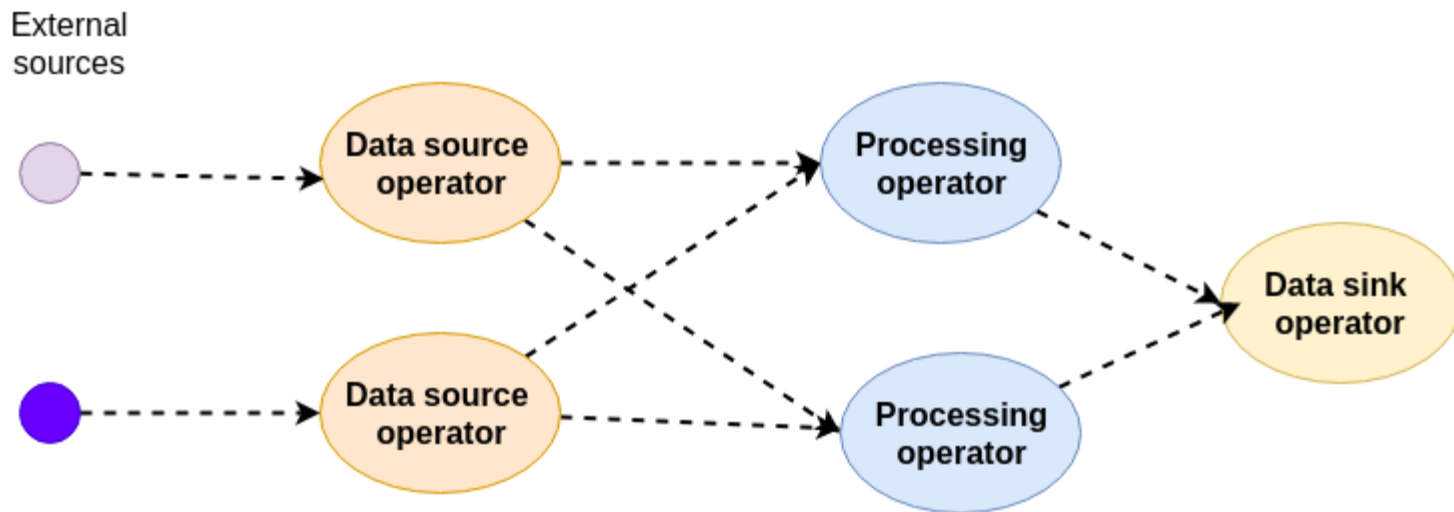 External
sources
Data source
operator
Processing
operator
Data sink
operator
Data source
operator
Processing
operator